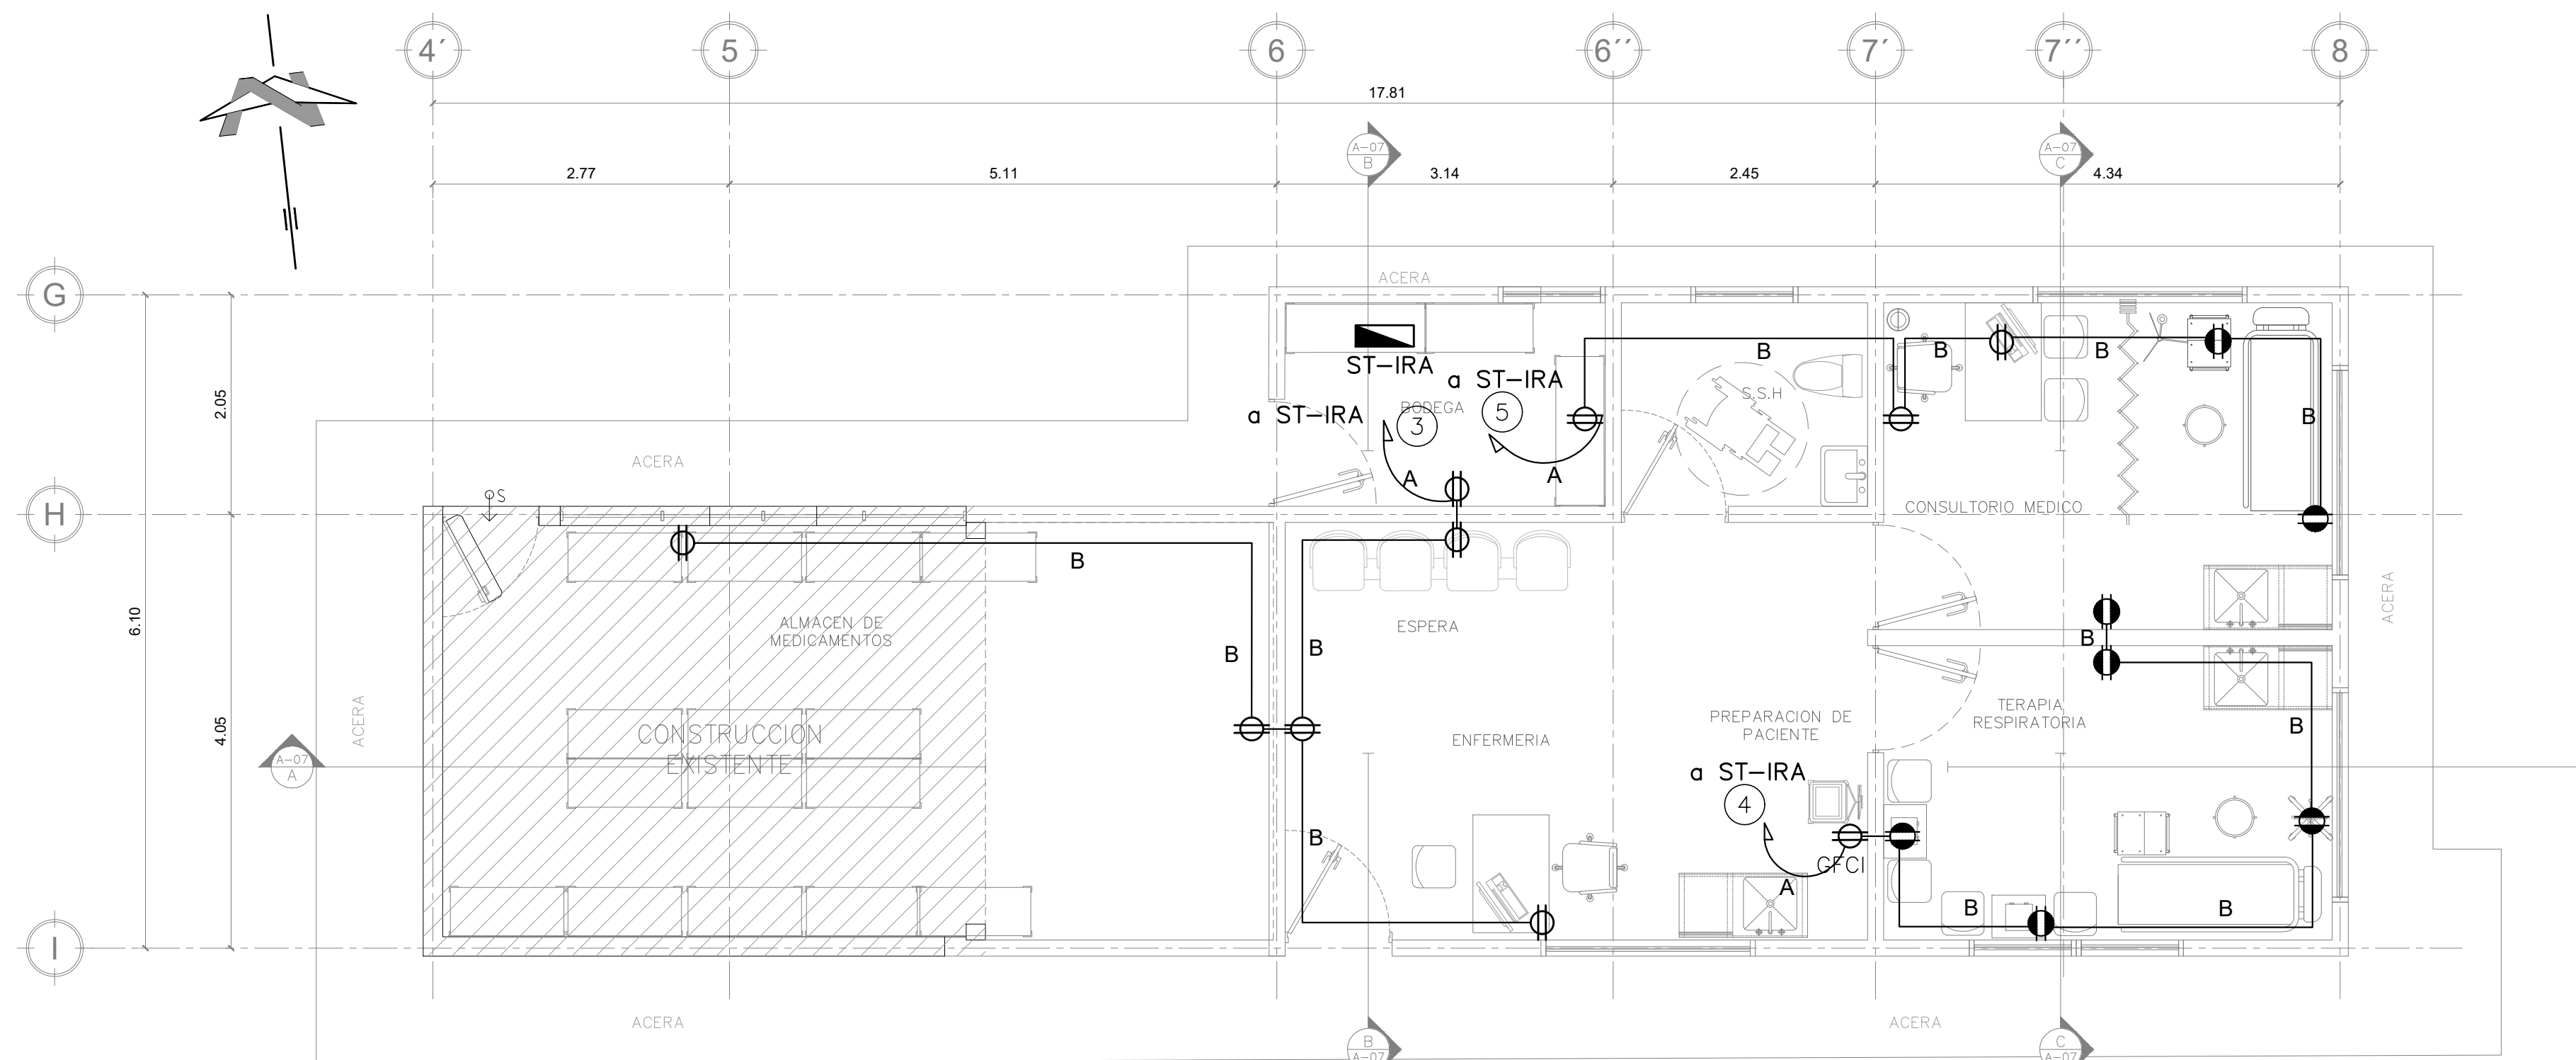 4´ 5 6 6´´ 7´ 7´´ 8
17.81
A-07
B
A-07
C
2.77 5.11 3.14 2.45 4.34
ACERA
G
ST-IRA
a ST-IRA
B
B
B
S.S.H
BODEGA
a ST-IRA
3
5
B
2.05
ACERA
A
A
S
CONSULTORIO MEDICO
H
B
ALMACEN DE
MEDICAMENTOS
ESPERA
ACERA
6.10
B
B
B
TERAPIA
RESPIRATORIA
PREPARACION DE
PACIENTE
ACERA
4.05
CONSTRUCCION
EXISTENTE
ENFERMERIA
B
A-07
A
a ST-IRA
4
B
GFCI
A
B
B
I
ACERA
ACERA
B
A-07
C
A-07